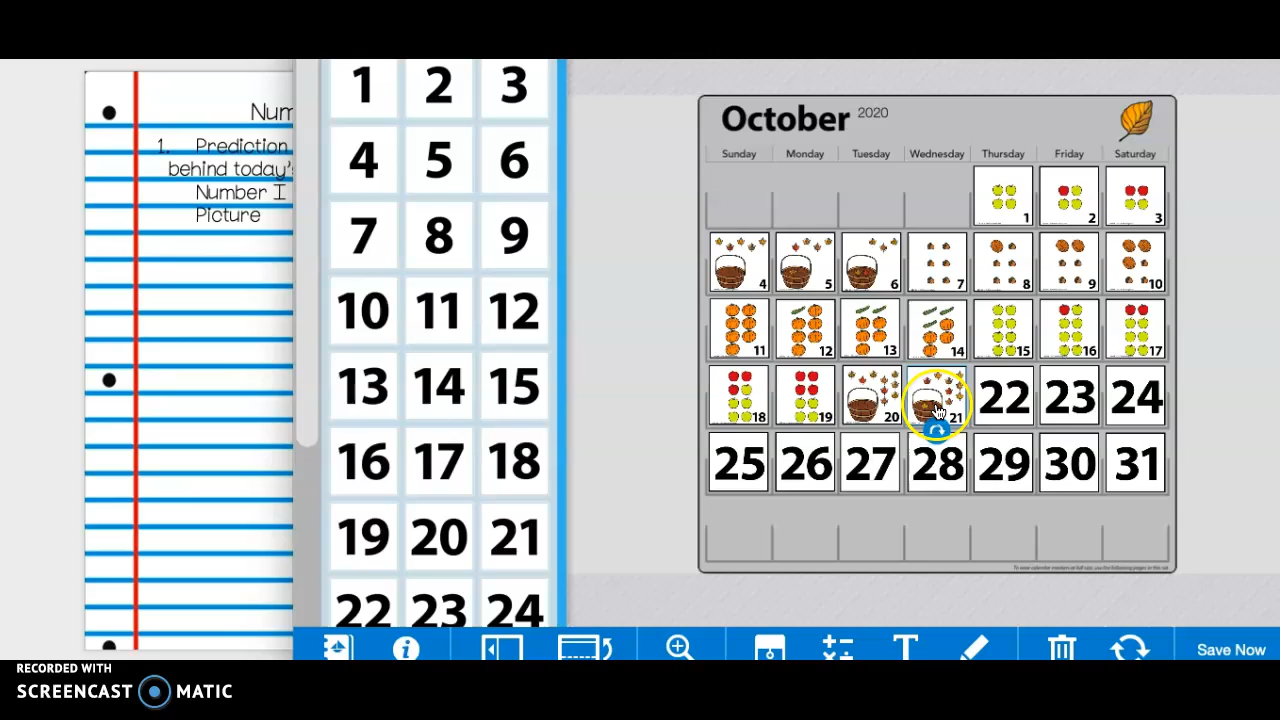 Num
1. Prediction
behind today's
Number I
Picture
1 2 3
4 5 6
7 8 9
10 11 12
13 14 15
16 17 18
19 20 21
22 23 24
October 2020
Sunday Monday Tuesday Wednesday Thursday Friday Saturday
1 2 3
4 5 6 7 8 9 10
11 12 13 14 15 16 17
18 19 20 21 22 23 24
25 26 27 28 29 30 31
T
Save Now
RECORDED WITH
SCREENCAST MATIC